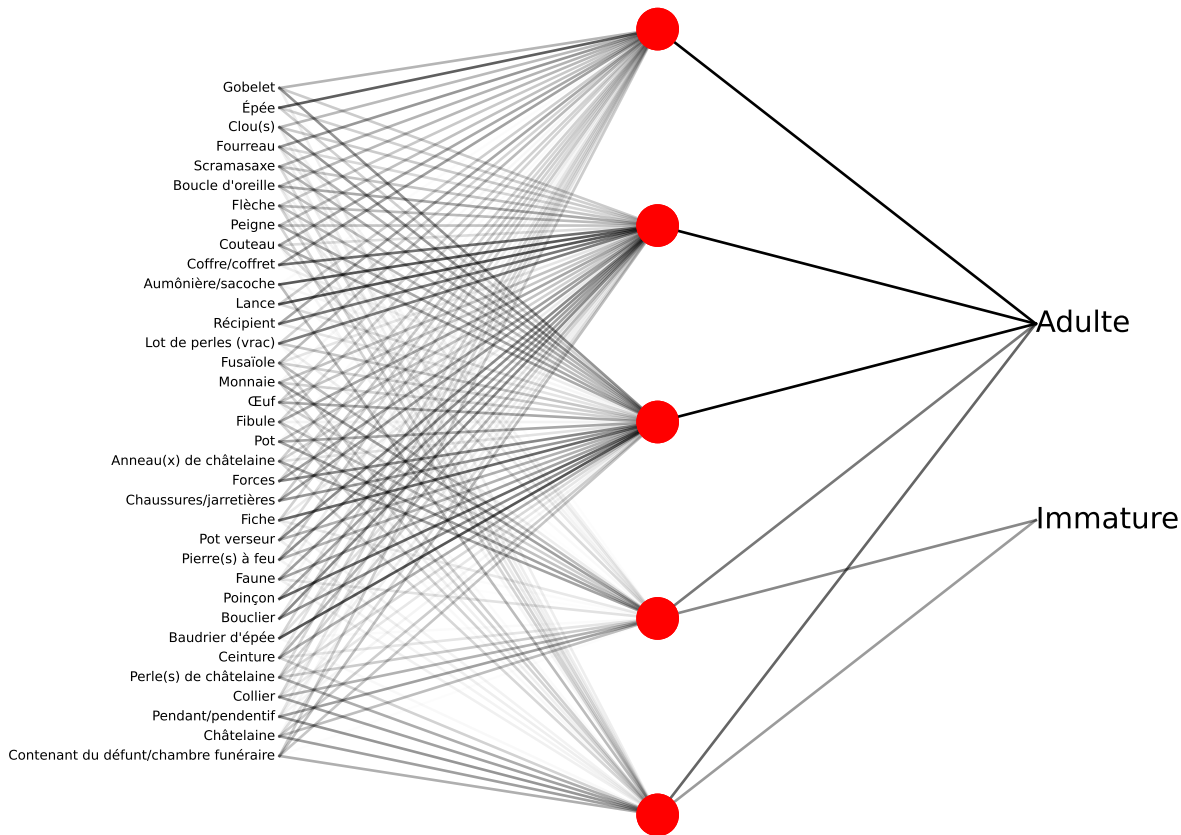 Gobelet
Épée
Clou(s)
Fourreau
Scramasaxe
Boucle d'oreille
Flèche
Peigne
Couteau
Coffre/coffret
Aumônière/sacoche
Lance
Récipient
Lot de perles (vrac)
Fusaïole
Monnaie
Œuf
Fibule
Pot
Anneau(x) de châtelaine
Forces
Chaussures/jarretières
Fiche
Pot verseur
Pierre(s) à feu
Faune
Poinçon
Bouclier
Baudrier d'épée
Ceinture
Perle(s) de châtelaine
Collier
Pendant/pendentif
Châtelaine
Contenant du défunt/chambre funéraire
Adulte
Immature